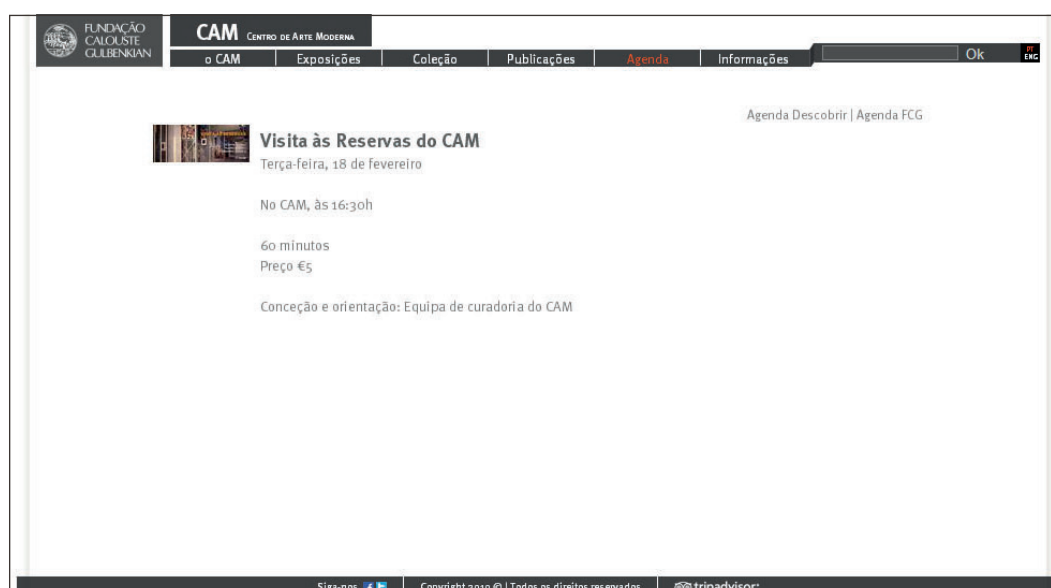 FUNDAÇÃO
CALOUSTE
GULBENKIAN
CAM CENTRO DE ARTE MODERNA
o CAM Exposições Coleção Publicações Agenda Informações Ok PT
ENG
Agenda Descobrir | Agenda FCG
Visita às Reservas do CAM
Terça-feira, 18 de fevereiro
No CAM, às 16:30h
60 minutos
Preço €5
Conceção e orientação: Equipa de curadoria do CAM
Siga-nos Copyright 2010 © | Todos os direitos reservados tripadvisor: